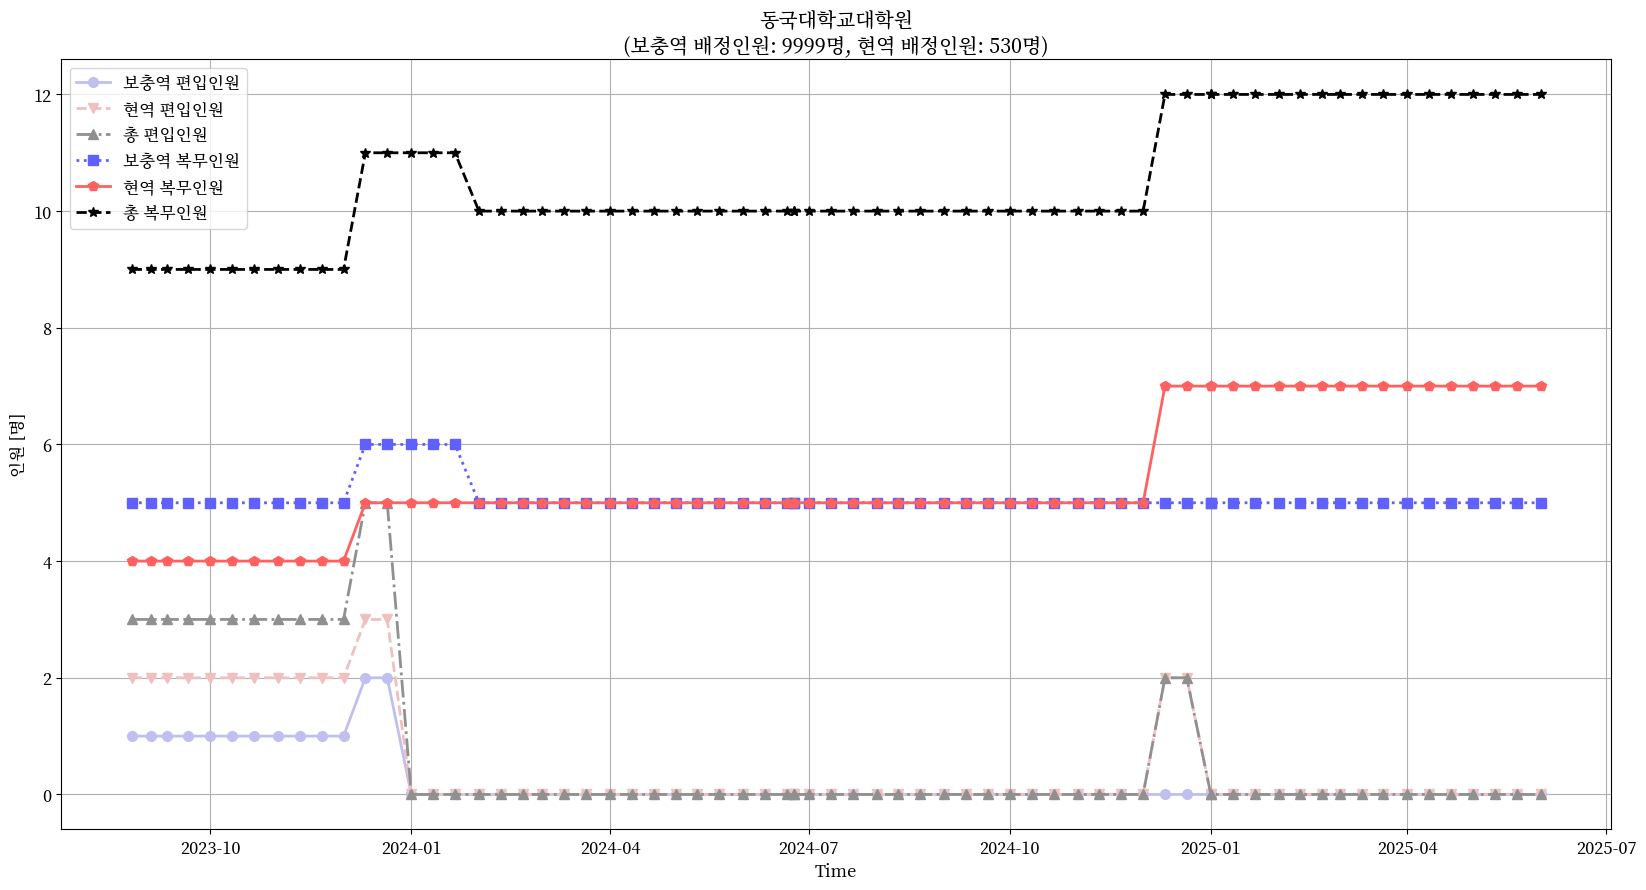 동국대학교대학원
(보충역 배정인원: 9999명, 현역 배정인원: 530명)
보충역 편입인원
현역 편입인원
총 편입인원
보충역 복무인원
현역 복무인원
총 복무인원
인원 [명]
12
10
8
6
4
2
0
2023-10
2024-01
2024-04
2024-07
2024-10
2025-01
2025-04
2025-07
Time